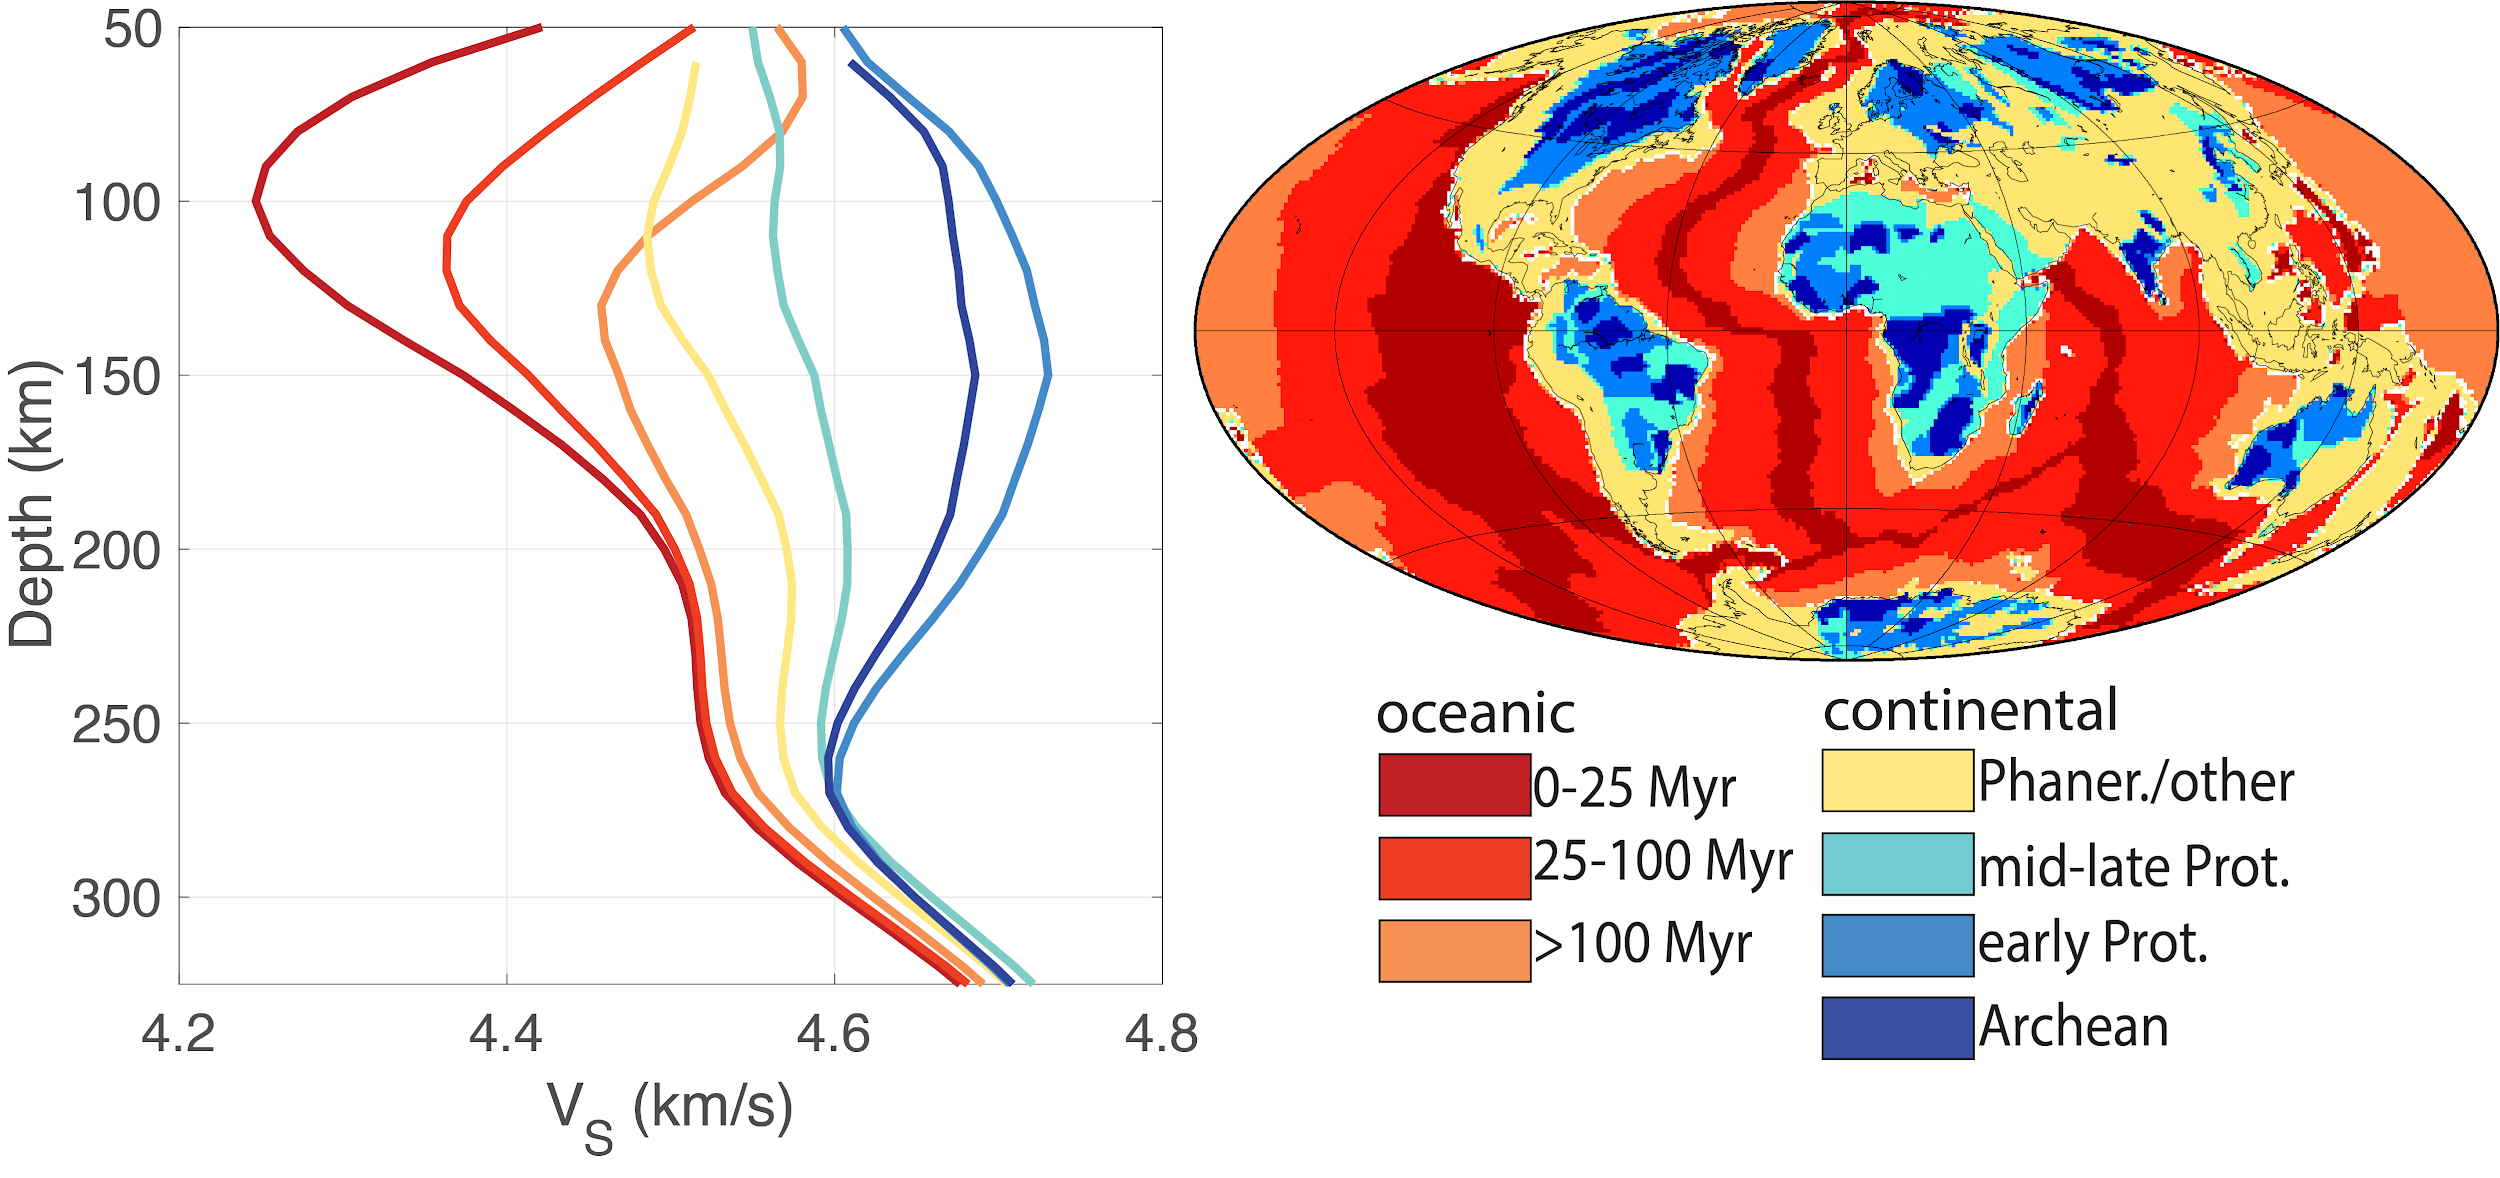 50
100
150
200
250
300
Depth (km)
4.2 4.4 4.6 4.8
VS (km/s)
oceanic
0-25 Myr
25-100 Myr
>100 Myr
continental
Phaner./other
mid-late Prot.
early Prot.
Archean